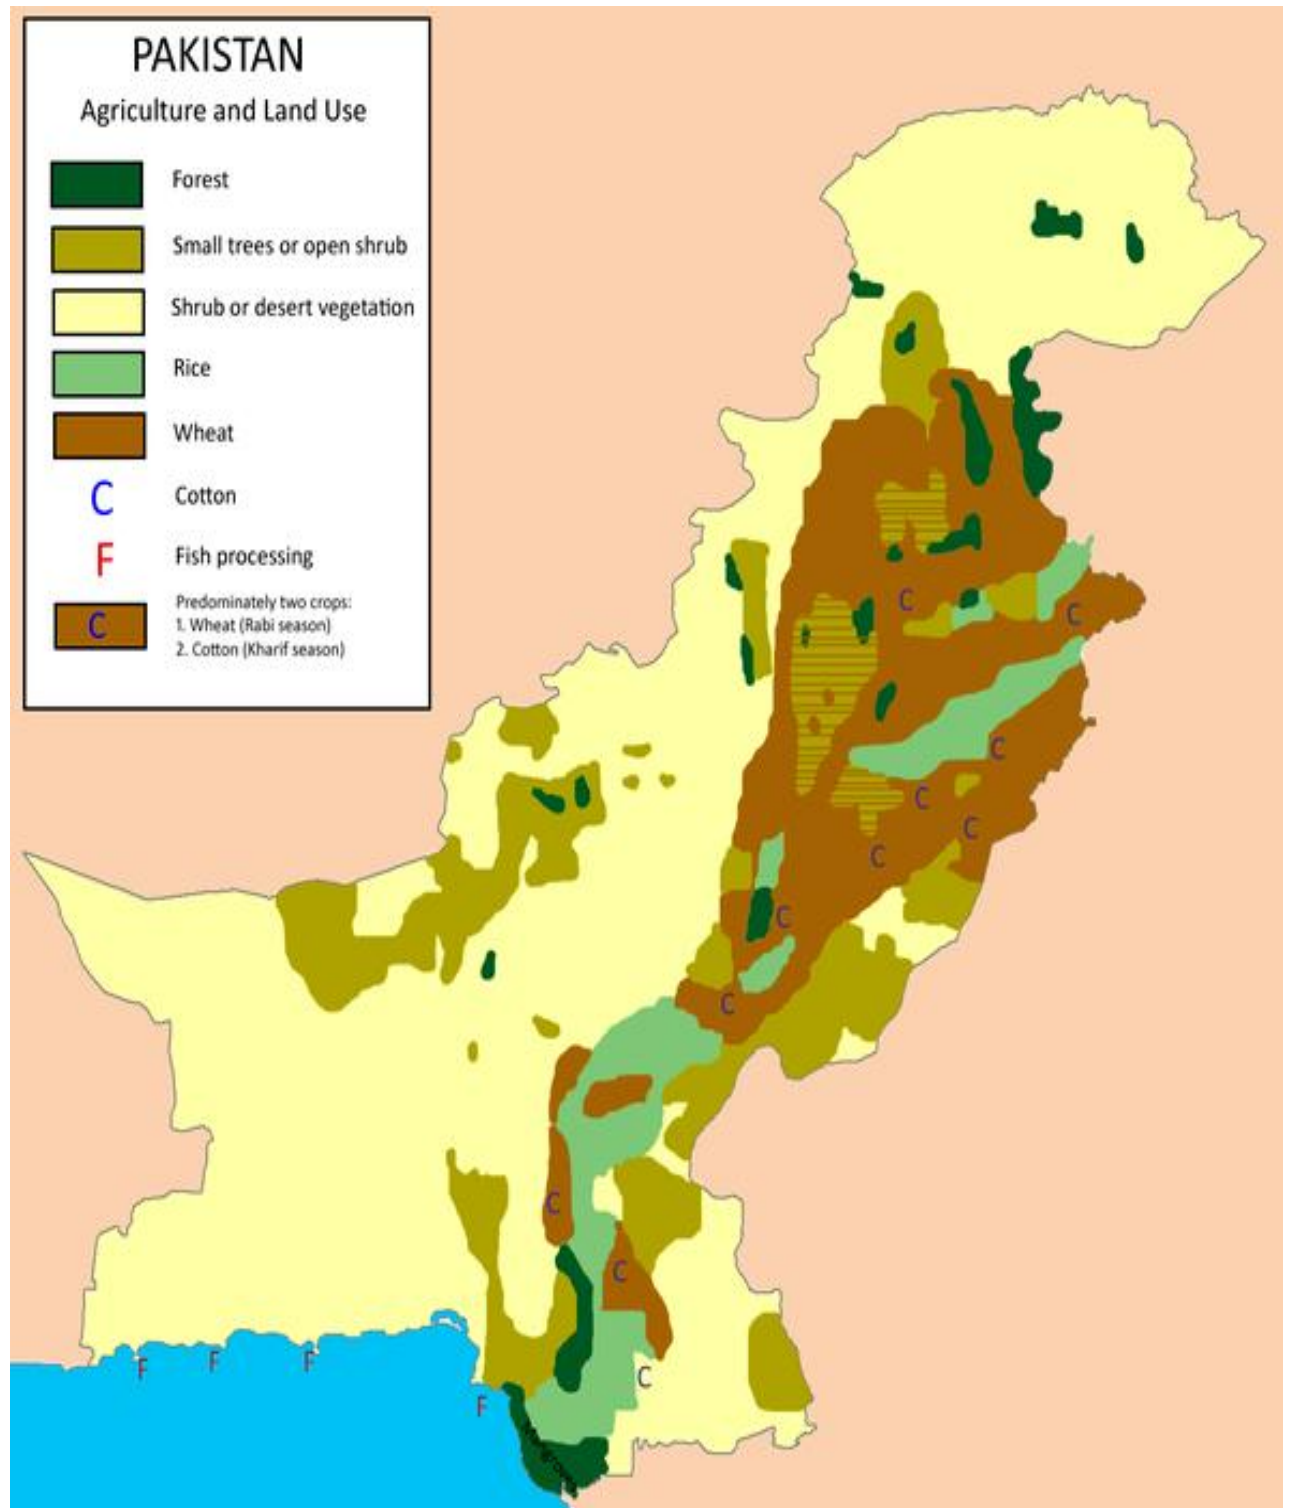 PAKISTAN
Agriculture and Land Use
Forest
Small trees or open shrub
Shrub or desert vegetation
Rice
Wheat
C Cotton
F Fish processing
C Predominately two crops:
1. Wheat (Rabi season)
2. Cotton (Kharif season)
C
C
C
C
C
C
C
C
C
C
C
F
F
F
F